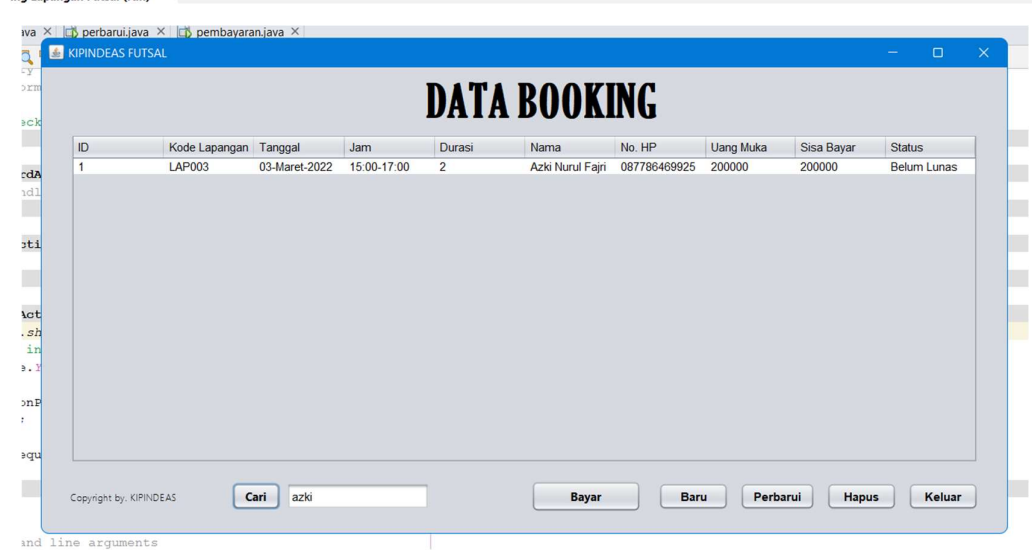 perbarui.java × pembayaran.java ×
KIPINDEAS FUTSAL
DATA BOOKING
ID Kode Lapangan Tanggal Jam Durasi Nama No. HP Uang Muka Sisa Bayar Status
1 LAP003 03-Maret-2022 15:00-17:00 2 Azki Nurul Fajri 087786469925 200000 200000 Belum Lunas
Copyright by. KIPINDEAS Cari azki Bayar Baru Perbarui Hapus Keluar
and line arguments